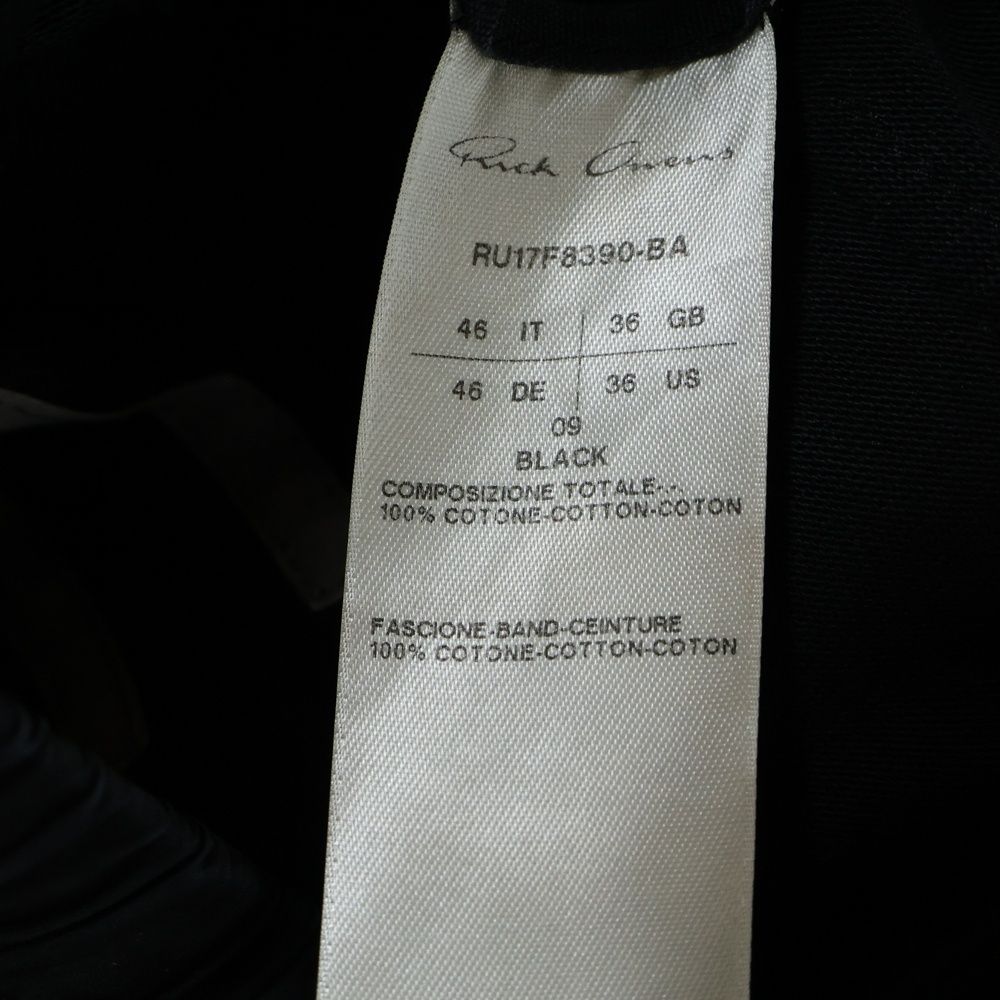 Rick Owens
RU17F8390-BA
46 IT 36 GB
46 DE 36 US
09
BLACK
COMPOSIZIONE TOTALE-..
100% COTONE-COTTON-COTON
FASCIONE-BAND-CEINTURE
100% COTONE-COTTON-COTON